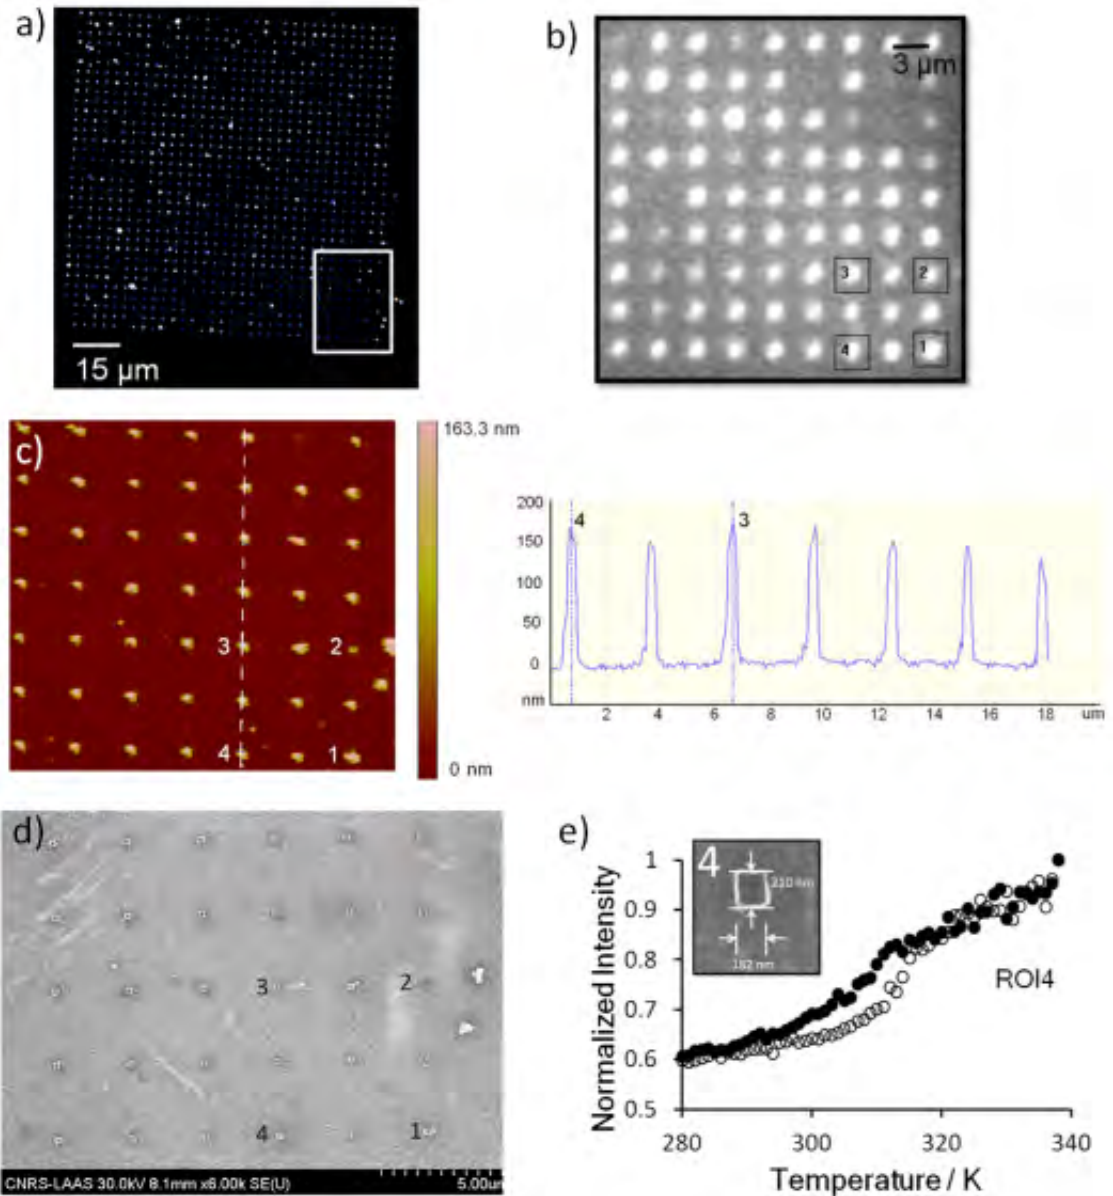 a)
15 µm
b)
3 µm
3
2
4
1
c)
163.3 nm
0 nm
3
2
4
1
200
150
100
50
0
nm
4
3
2
4
6
8
10
12
14
16
18
um
d)
3
2
4
1
CNRS-LAAS 30.0kV 8.1mm x6.00k SE(U)
5.00um
e)
4
210 nm
182 nm
Normalized Intensity
1
0.9
0.8
0.7
0.6
0.5
ROI4
280
300
320
340
Temperature / K